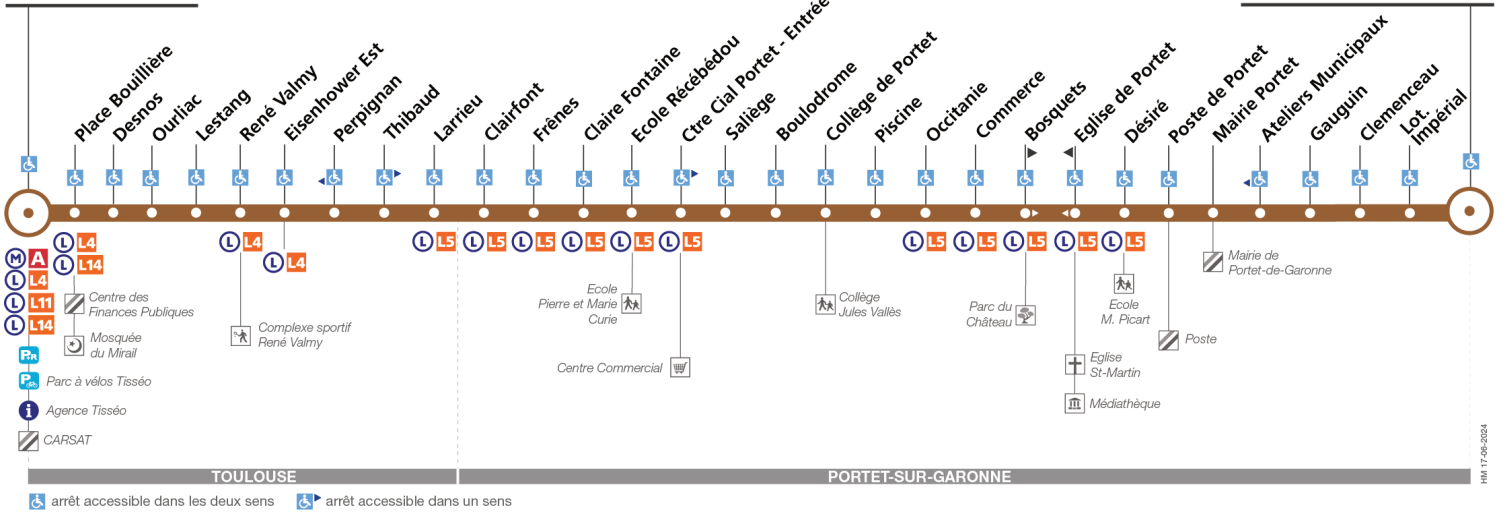 Place Bouillière
Desnos
Ourliac
Lestang
René Valmy
Eisenhower Est
Perpignan
Thibaud
Larrieu
Clairfont
Frênes
Claire Fontaine
Ecole Récébédou
Ctre Cial Portet - Entrée
Saliège
Boulodrome
Collège de Portet
Piscine
Occitanie
Commerce
Bosquets
Eglise de Portet
Désiré
Poste de Portet
Mairie Portet
Ateliers Municipaux
Gauguin
Clemenceau
Lot.
Impérial
M A
L L4
L L11
L L14
P+R
P
Parc à vélos Tisséo
i Agence Tisséo
CARSAT
L L4
L L14
Centre des
Finances Publiques
Mosquée
du Mirail
L L4
Complexe sportif
René Valmy
L L4
L L5
L L5
L L5
L L5
L L5
Ecole
Pierre et Marie
Curie
L L5
Centre Commercial
Collège
Jules Vallès
L L5
L L5
L L5
Parc du
Château
L L5
Eglise
St-Martin
Médiathèque
L L5
Ecole
M. Picart
Poste
Mairie de
Portet-de-Garonne
TOULOUSE
PORTET-SUR-GARONNE
HM 17-06-2024
arrêt accessible dans les deux sens
arrêt accessible dans un sens